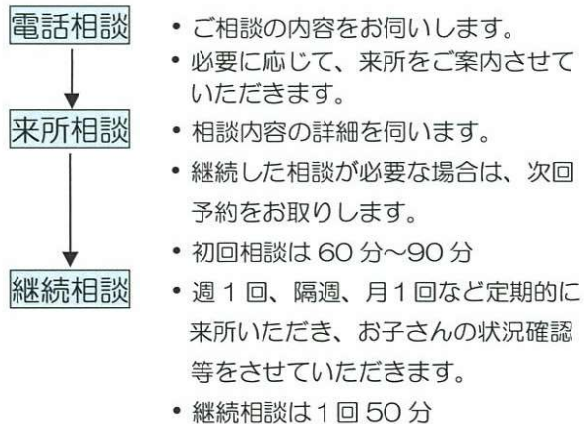 電話相談
・ご相談の内容をお伺いします。
・必要に応じて、来所をご案内させて
いただきます。
来所相談
・相談内容の詳細を伺います。
・継続した相談が必要な場合は、次回
予約をお取りします。
・初回相談は 60 分～90 分
継続相談
・週 1 回、隔週、月1回など定期的に
来所いただき、お子さんの状況確認
等をさせていただきます。
・継続相談は1回 50 分